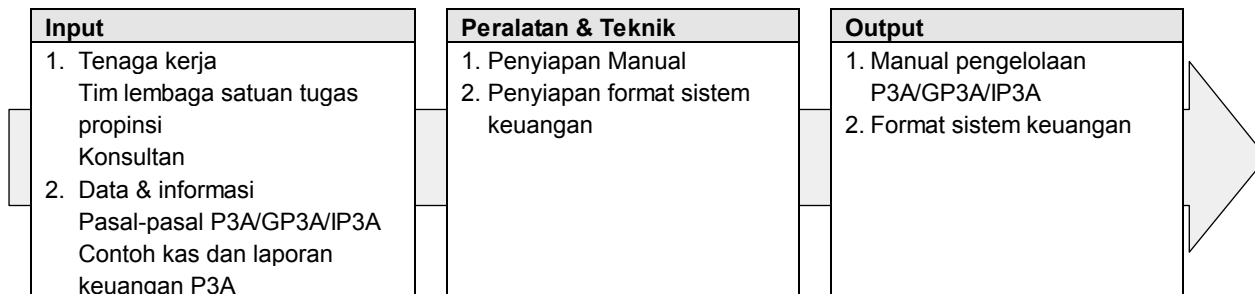 Input
1. Tenaga kerja
Tim lembaga satuan tugas
propinsi
Konsultan
2. Data & informasi
Pasal-pasal P3A/GP3A/IP3A
Contoh kas dan laporan
keuangan P3A
Peralatan & Teknik
1. Penyiapan Manual
2. Penyiapan format sistem
keuangan
Output
1. Manual pengelolaan
P3A/GP3A/IP3A
2. Format sistem keuangan